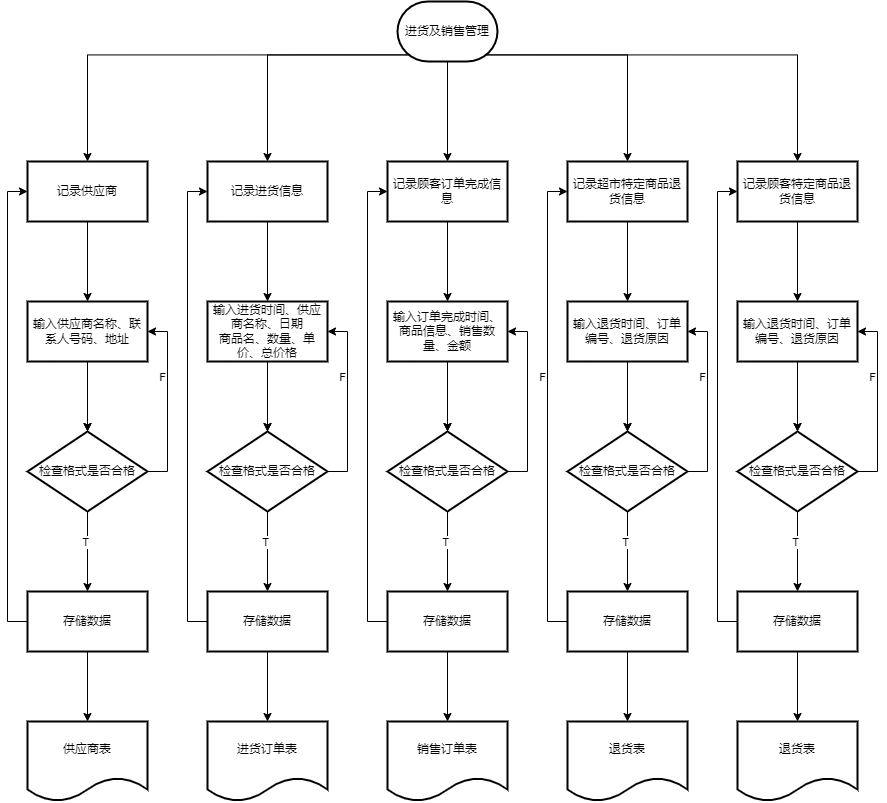 进货及销售管理
记录供应商
记录进货信息
记录顾客订单完成信
息
记录超市特定商品退
货信息
记录顾客特定商品退
货信息
输入供应商名称、联
系人号码、地址
输入进货时间、供应
商名称、日期
商品名、数量、单
价、总价格
输入订单完成时间、
商品信息、销售数
量、金额
输入退货时间、订单
编号、退货原因
输入退货时间、订单
编号、退货原因
F
F
F
F
F
检查格式是否合格
检查格式是否合格
检查格式是否合格
检查格式是否合格
检查格式是否合格
T
T
T
T
T
存储数据
存储数据
存储数据
存储数据
存储数据
供应商表
进货订单表
销售订单表
退货表
退货表